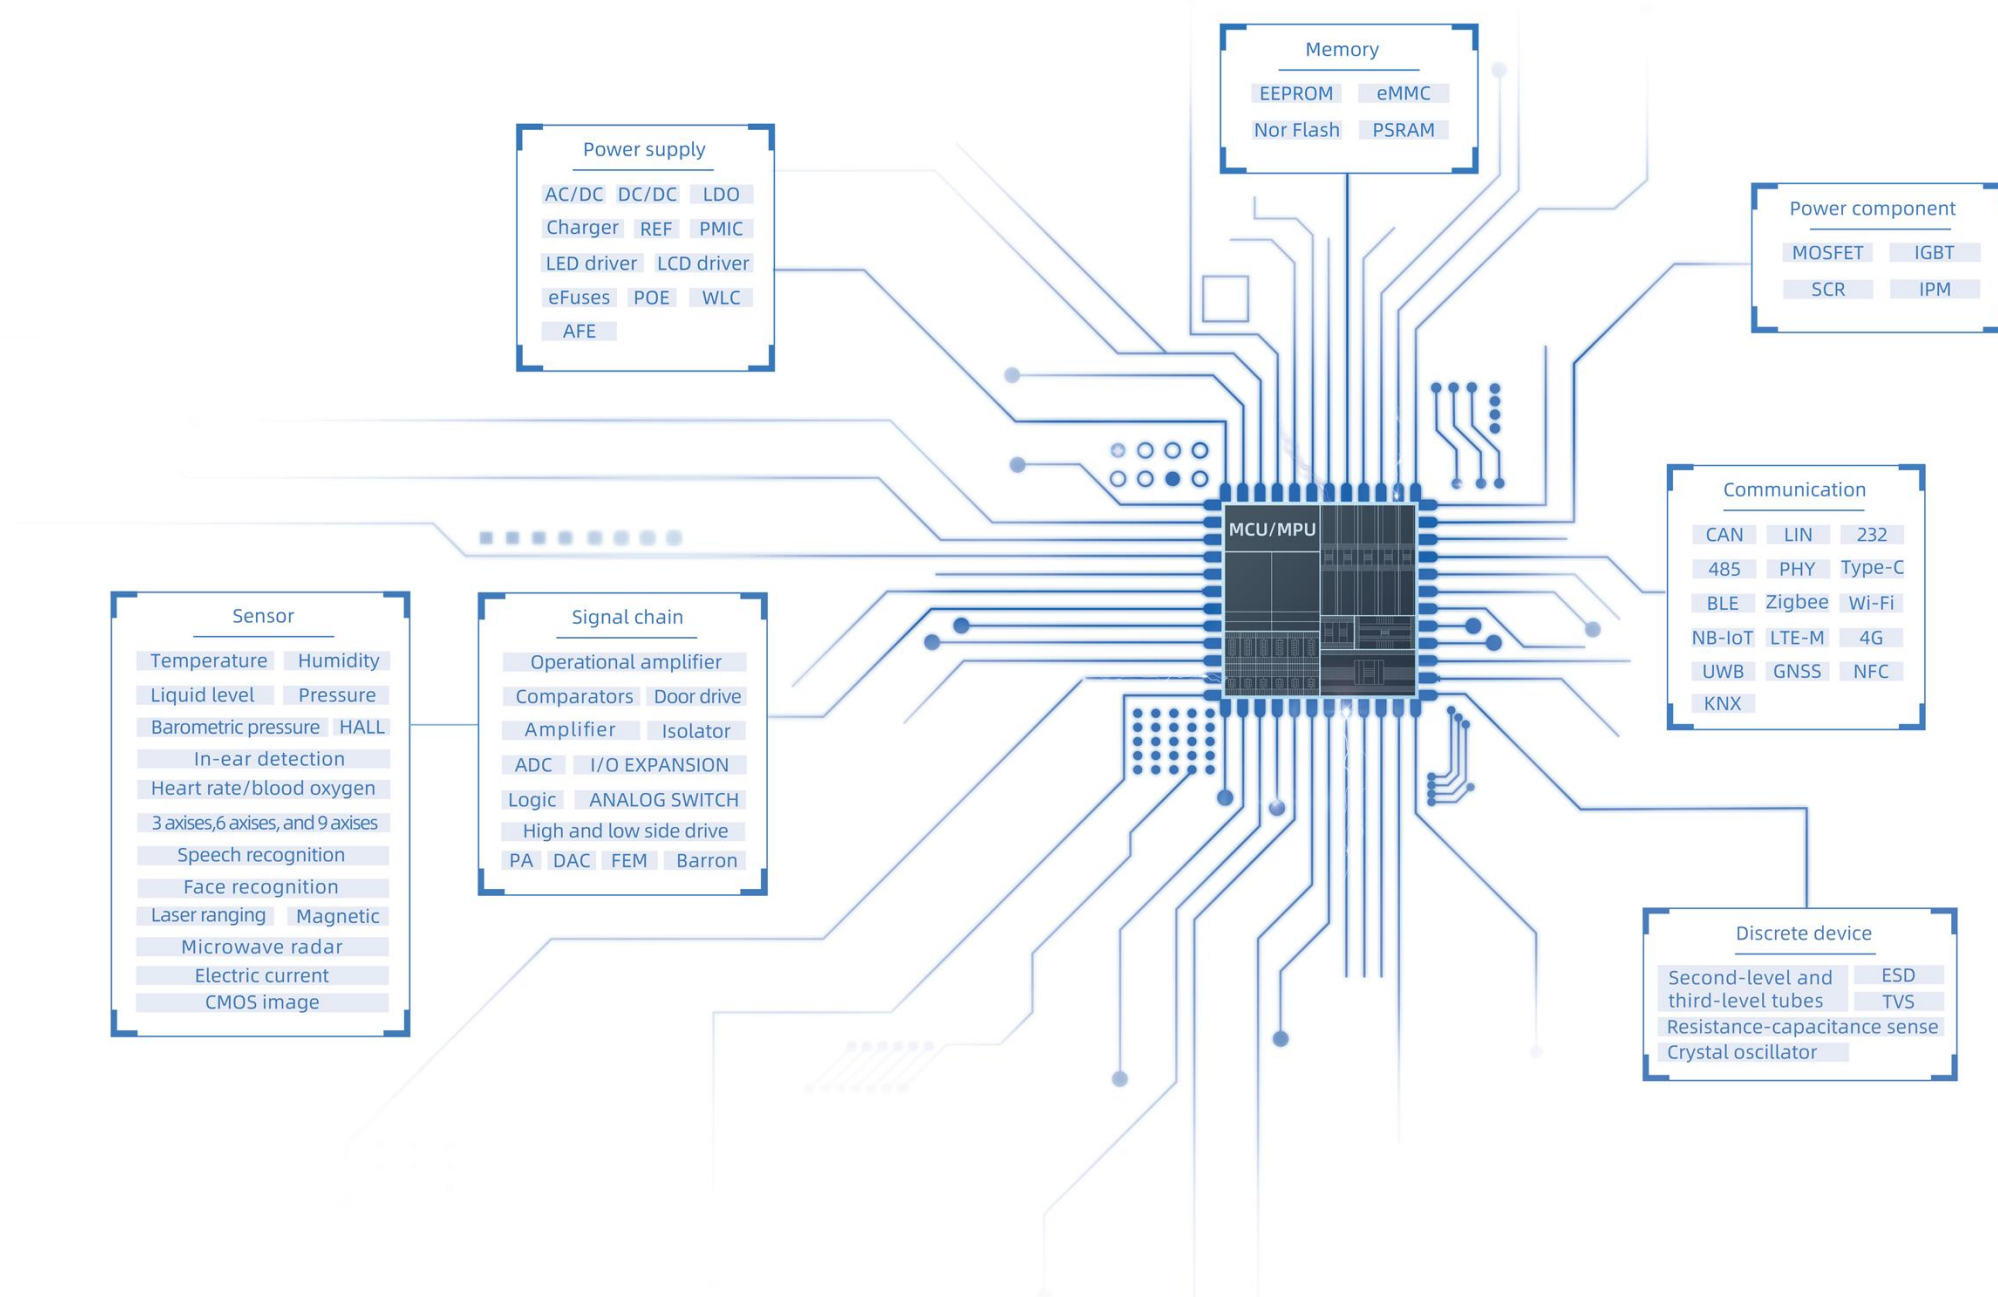 Memory
EEPROM eMMC
Nor Flash PSRAM
Power supply
AC/DC DC/DC LDO
Charger REF PMIC
LED driver LCD driver
eFuses POE WLC
AFE
Power component
MOSFET IGBT
SCR IPM
MCU/MPU
Communication
CAN LIN 232
485 PHY Type-C
BLE Zigbee Wi-Fi
NB-IoT LTE-M 4G
UWB GNSS NFC
KNX
Sensor
Temperature Humidity
Liquid level Pressure
Barometric pressure HALL
In-ear detection
Heart rate/blood oxygen
3 axises,6 axises, and 9 axises
Speech recognition
Face recognition
Laser ranging Magnetic
Microwave radar
Electric current
CMOS image
Signal chain
Operational amplifier
Comparators Door drive
Amplifier Isolator
ADC I/O EXPANSION
Logic ANALOG SWITCH
High and low side drive
PA DAC FEM Barron
Discrete device
Second-level and ESD
third-level tubes TVS
Resistance-capacitance sense
Crystal oscillator